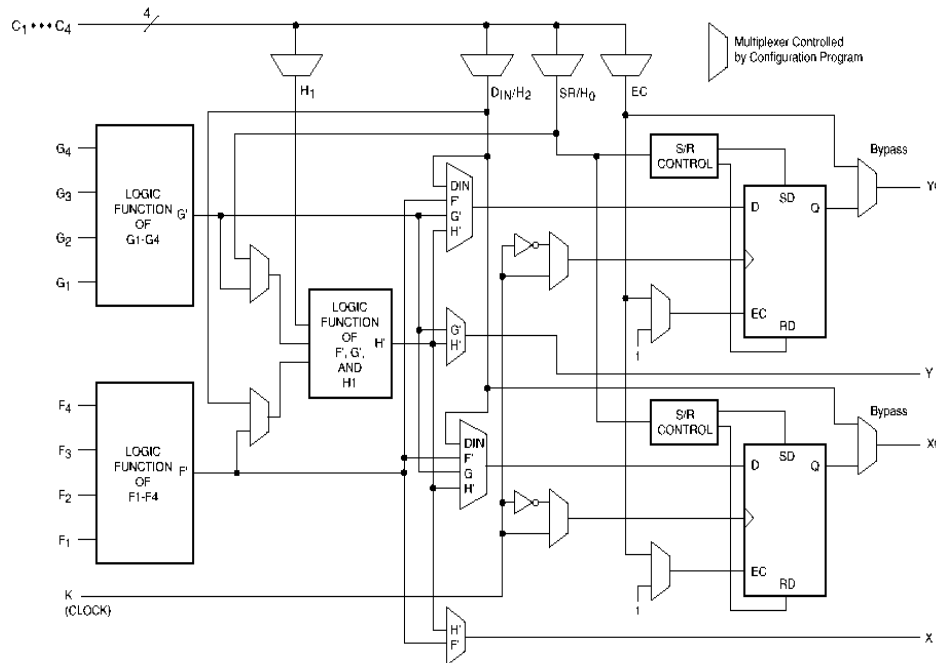 C1 ••• C4
4
Multiplexer Controlled
by Configuration Program
H1
DIN/H2
SR/H0
EC
G4
G3
G2
G1
LOGIC
FUNCTION
OF
G1-G4
G'
DIN
F'
G'
H'
S/R
CONTROL
Bypass
D
SD
Q
EC
RD
1
LOGIC
FUNCTION
OF
F', G',
AND
H1
H'
G'
H'
Y
F4
F3
F2
F1
LOGIC
FUNCTION
OF
F1-F4
F'
DIN
F'
G
H'
S/R
CONTROL
Bypass
D
SD
Q
EC
RD
1
K
(CLOCK)
H'
F'
X